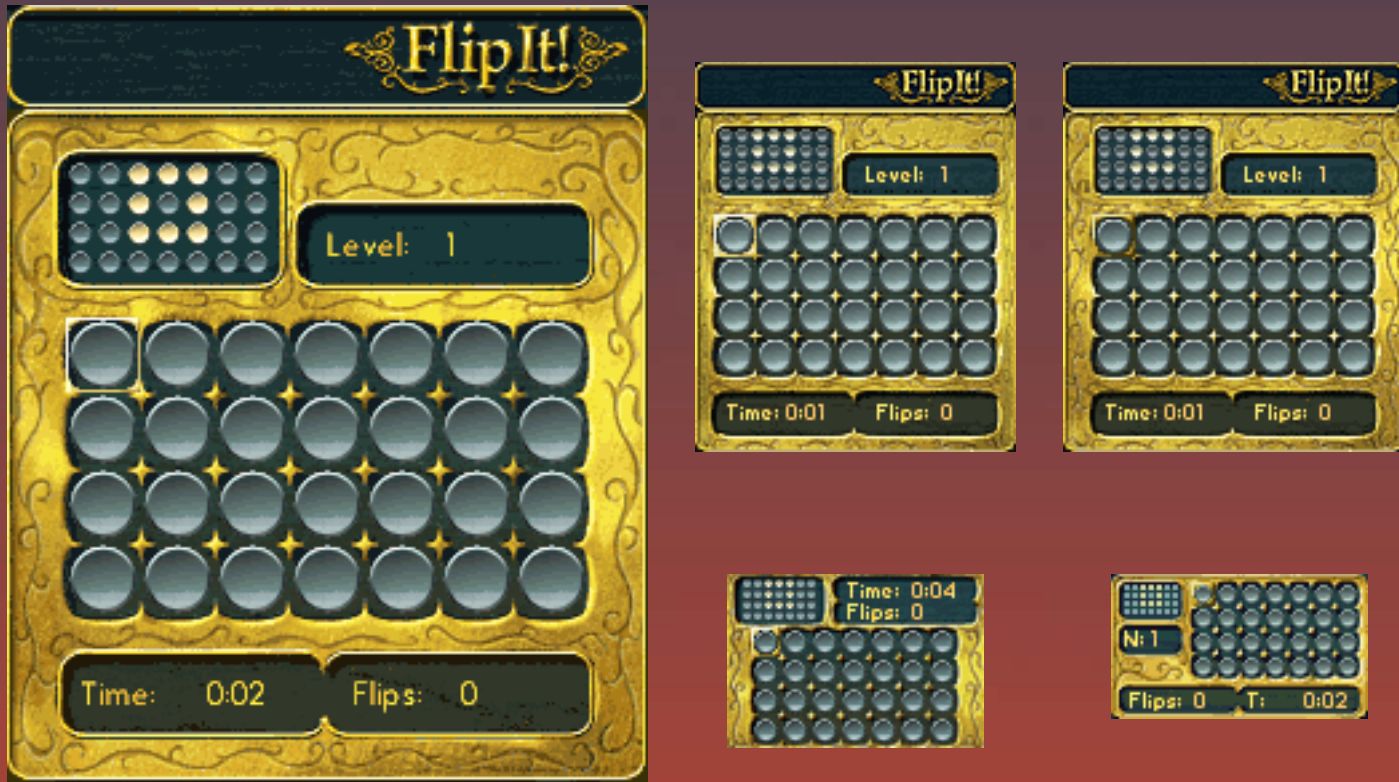 FlipIt!
Level: 1
Time: 0:02 Flips: 0
FlipIt!
Level: 1
Time: 0:01 Flips: 0
FlipIt!
Level: 1
Time: 0:01 Flips: 0
Time: 0:04
Flips: 0
N: 1
Flips: 0 T: 0:02